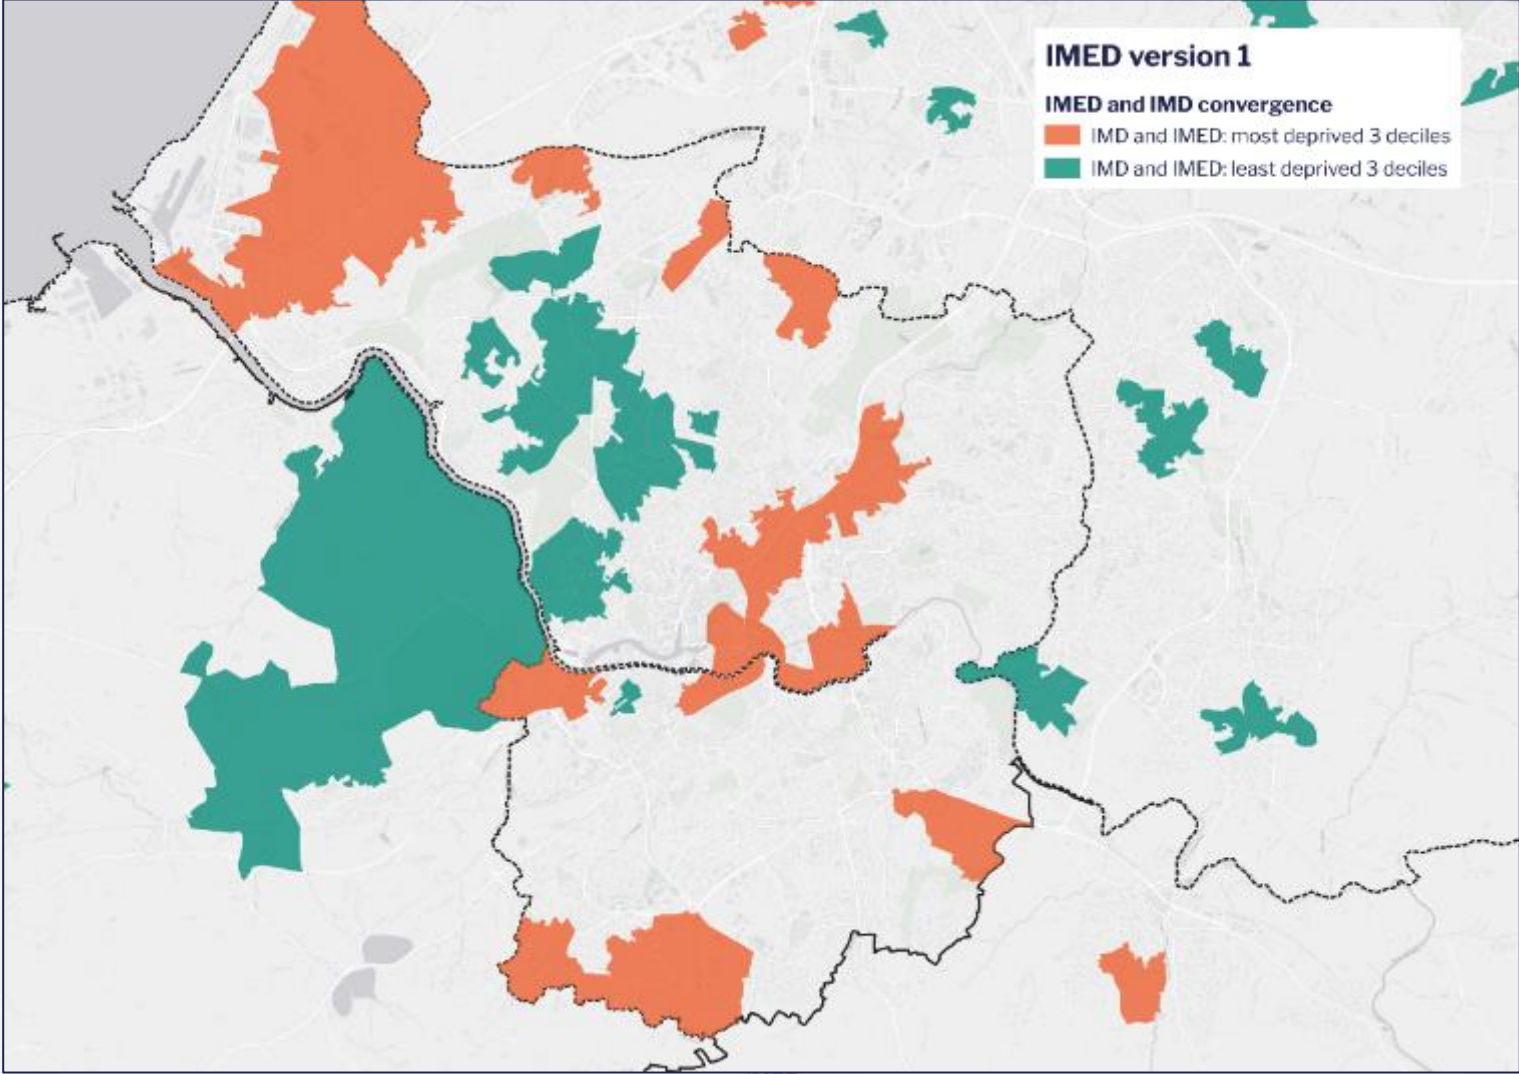 IMED version 1
IMED and IMD convergence
IMD and IMED: most deprived 3 deciles
IMD and IMED: least deprived 3 deciles